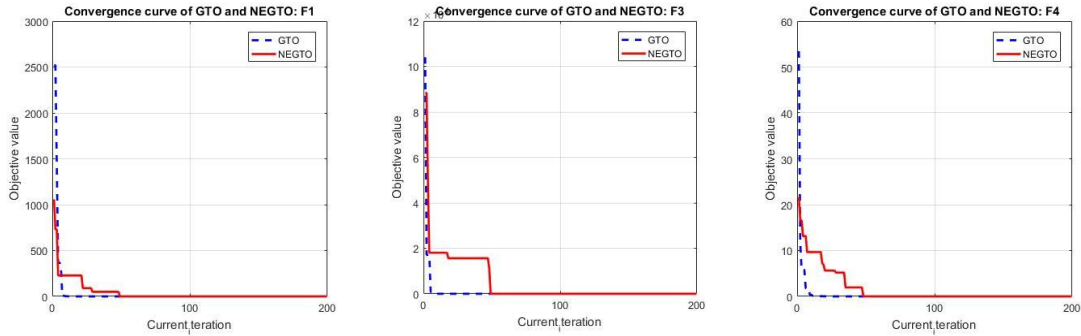 Convergence curve of GTO and NEGTO: F1
3000
2500
2000
1500
1000
500
0
0
100
200
Objective value
Current iteration
GTO
NEGTO
Convergence curve of GTO and NEGTO: F3
12
10
8
6
4
2
0
0
100
200
Objective value
Current iteration
GTO
NEGTO
Convergence curve of GTO and NEGTO: F4
60
50
40
30
20
10
0
0
100
200
Objective value
Current iteration
GTO
NEGTO